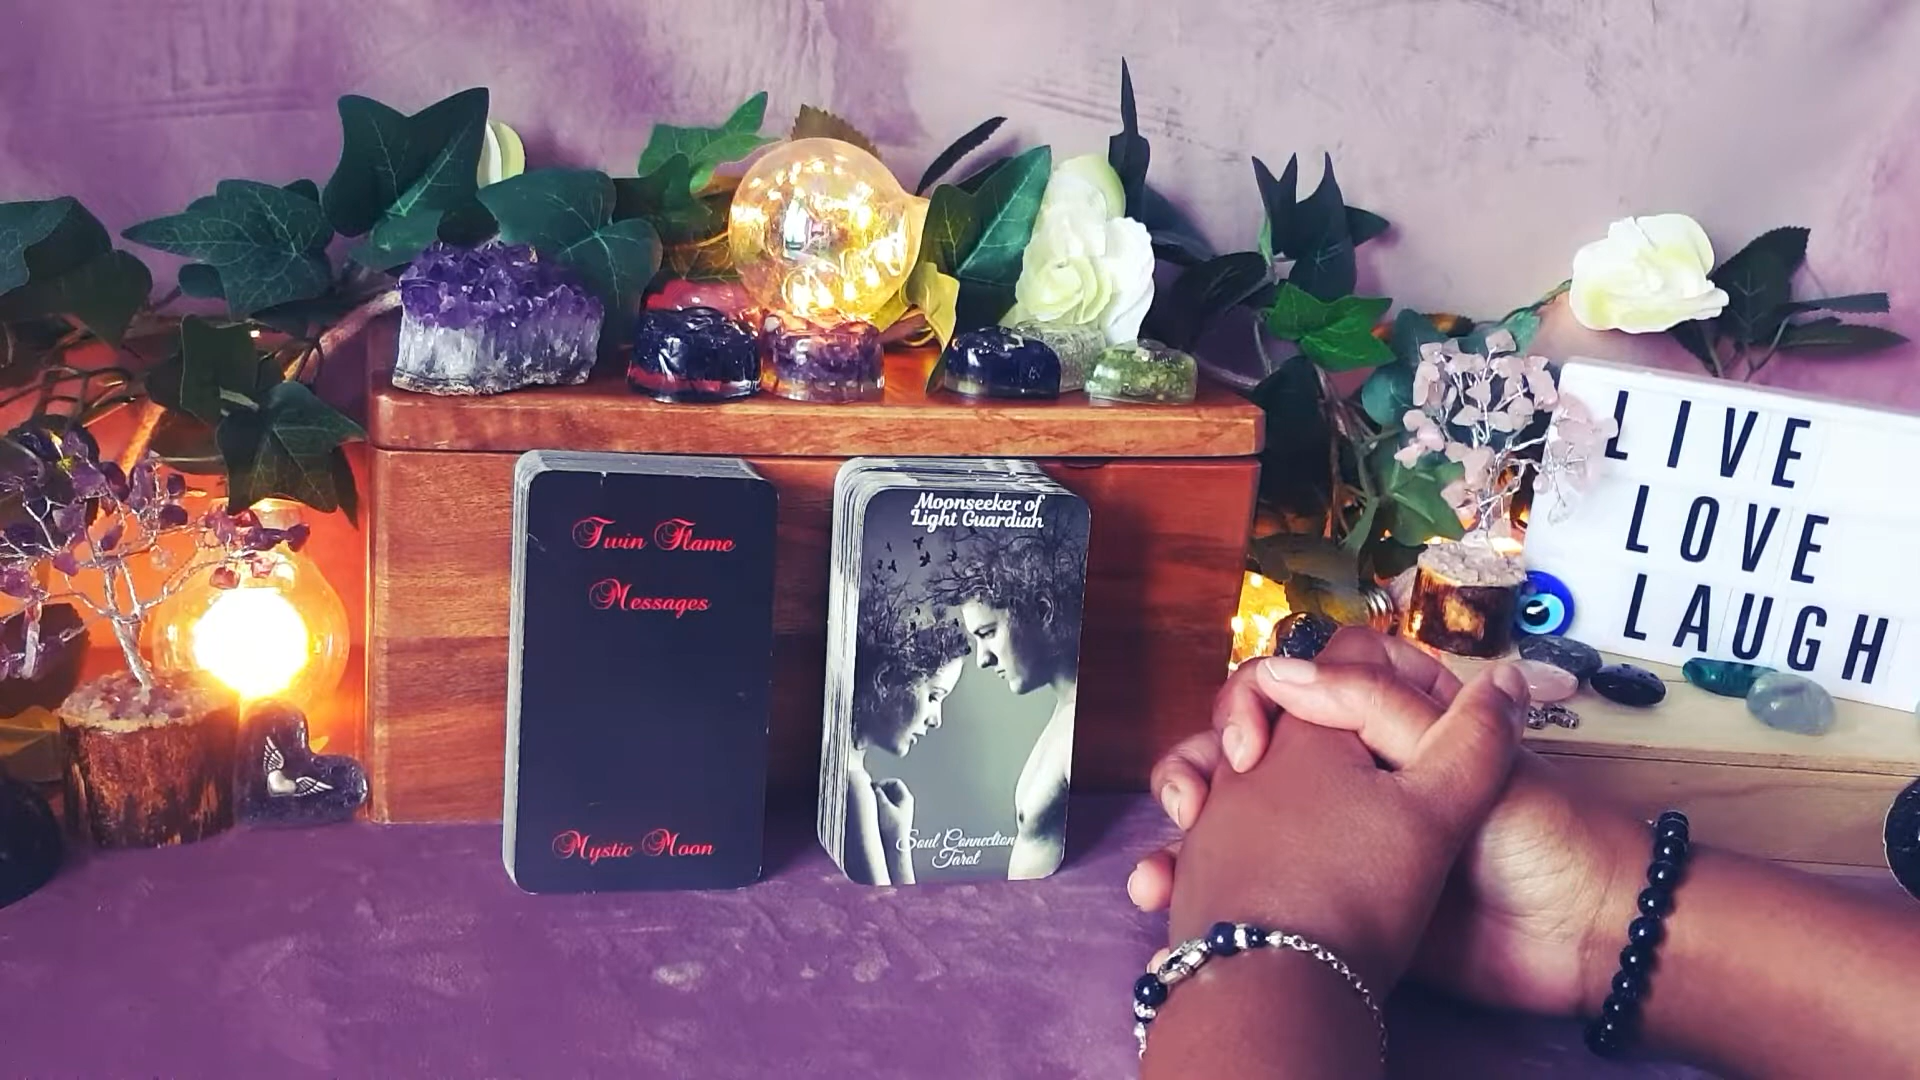 Twin Flame
Messages
Mystic Moon
Moonseeker of
Light Guardian
Soul Connection
Tarot
LIVE
LOVE
LAUGH